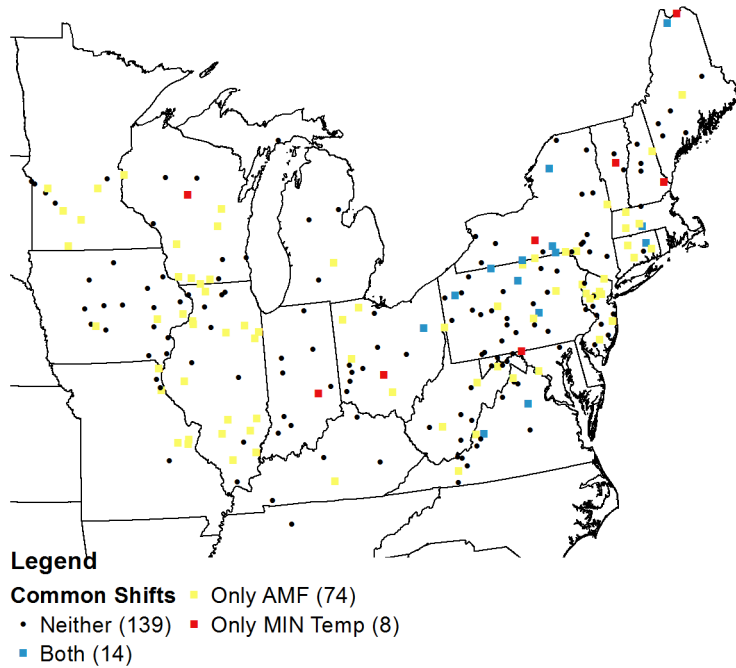 Legend
Common Shifts
Only AMF (74)
Neither (139)
Only MIN Temp (8)
Both (14)